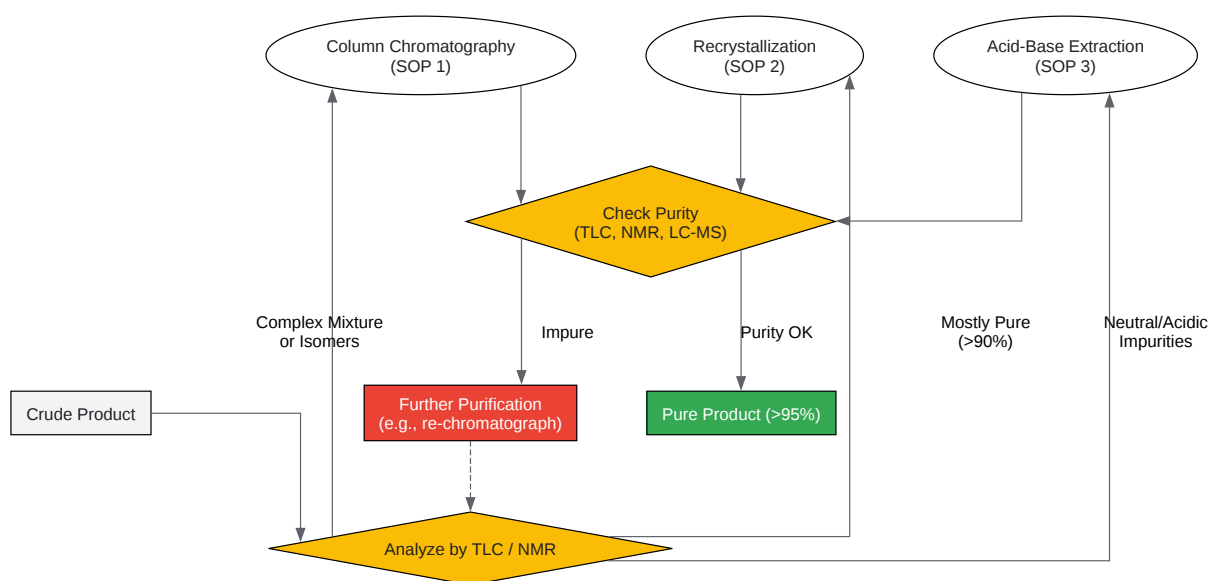 Column Chromatography
(SOP 1)
Recrystallization
(SOP 2)
Acid-Base Extraction
(SOP 3)
Check Purity
(TLC, NMR, LC-MS)
Complex Mixture
or Isomers
Impure
Purity OK
Mostly Pure
(>90%)
Neutral/Acidic
Impurities
Crude Product
Further Purification
(e.g., re-chromatograph)
Pure Product (>95%)
Analyze by TLC / NMR